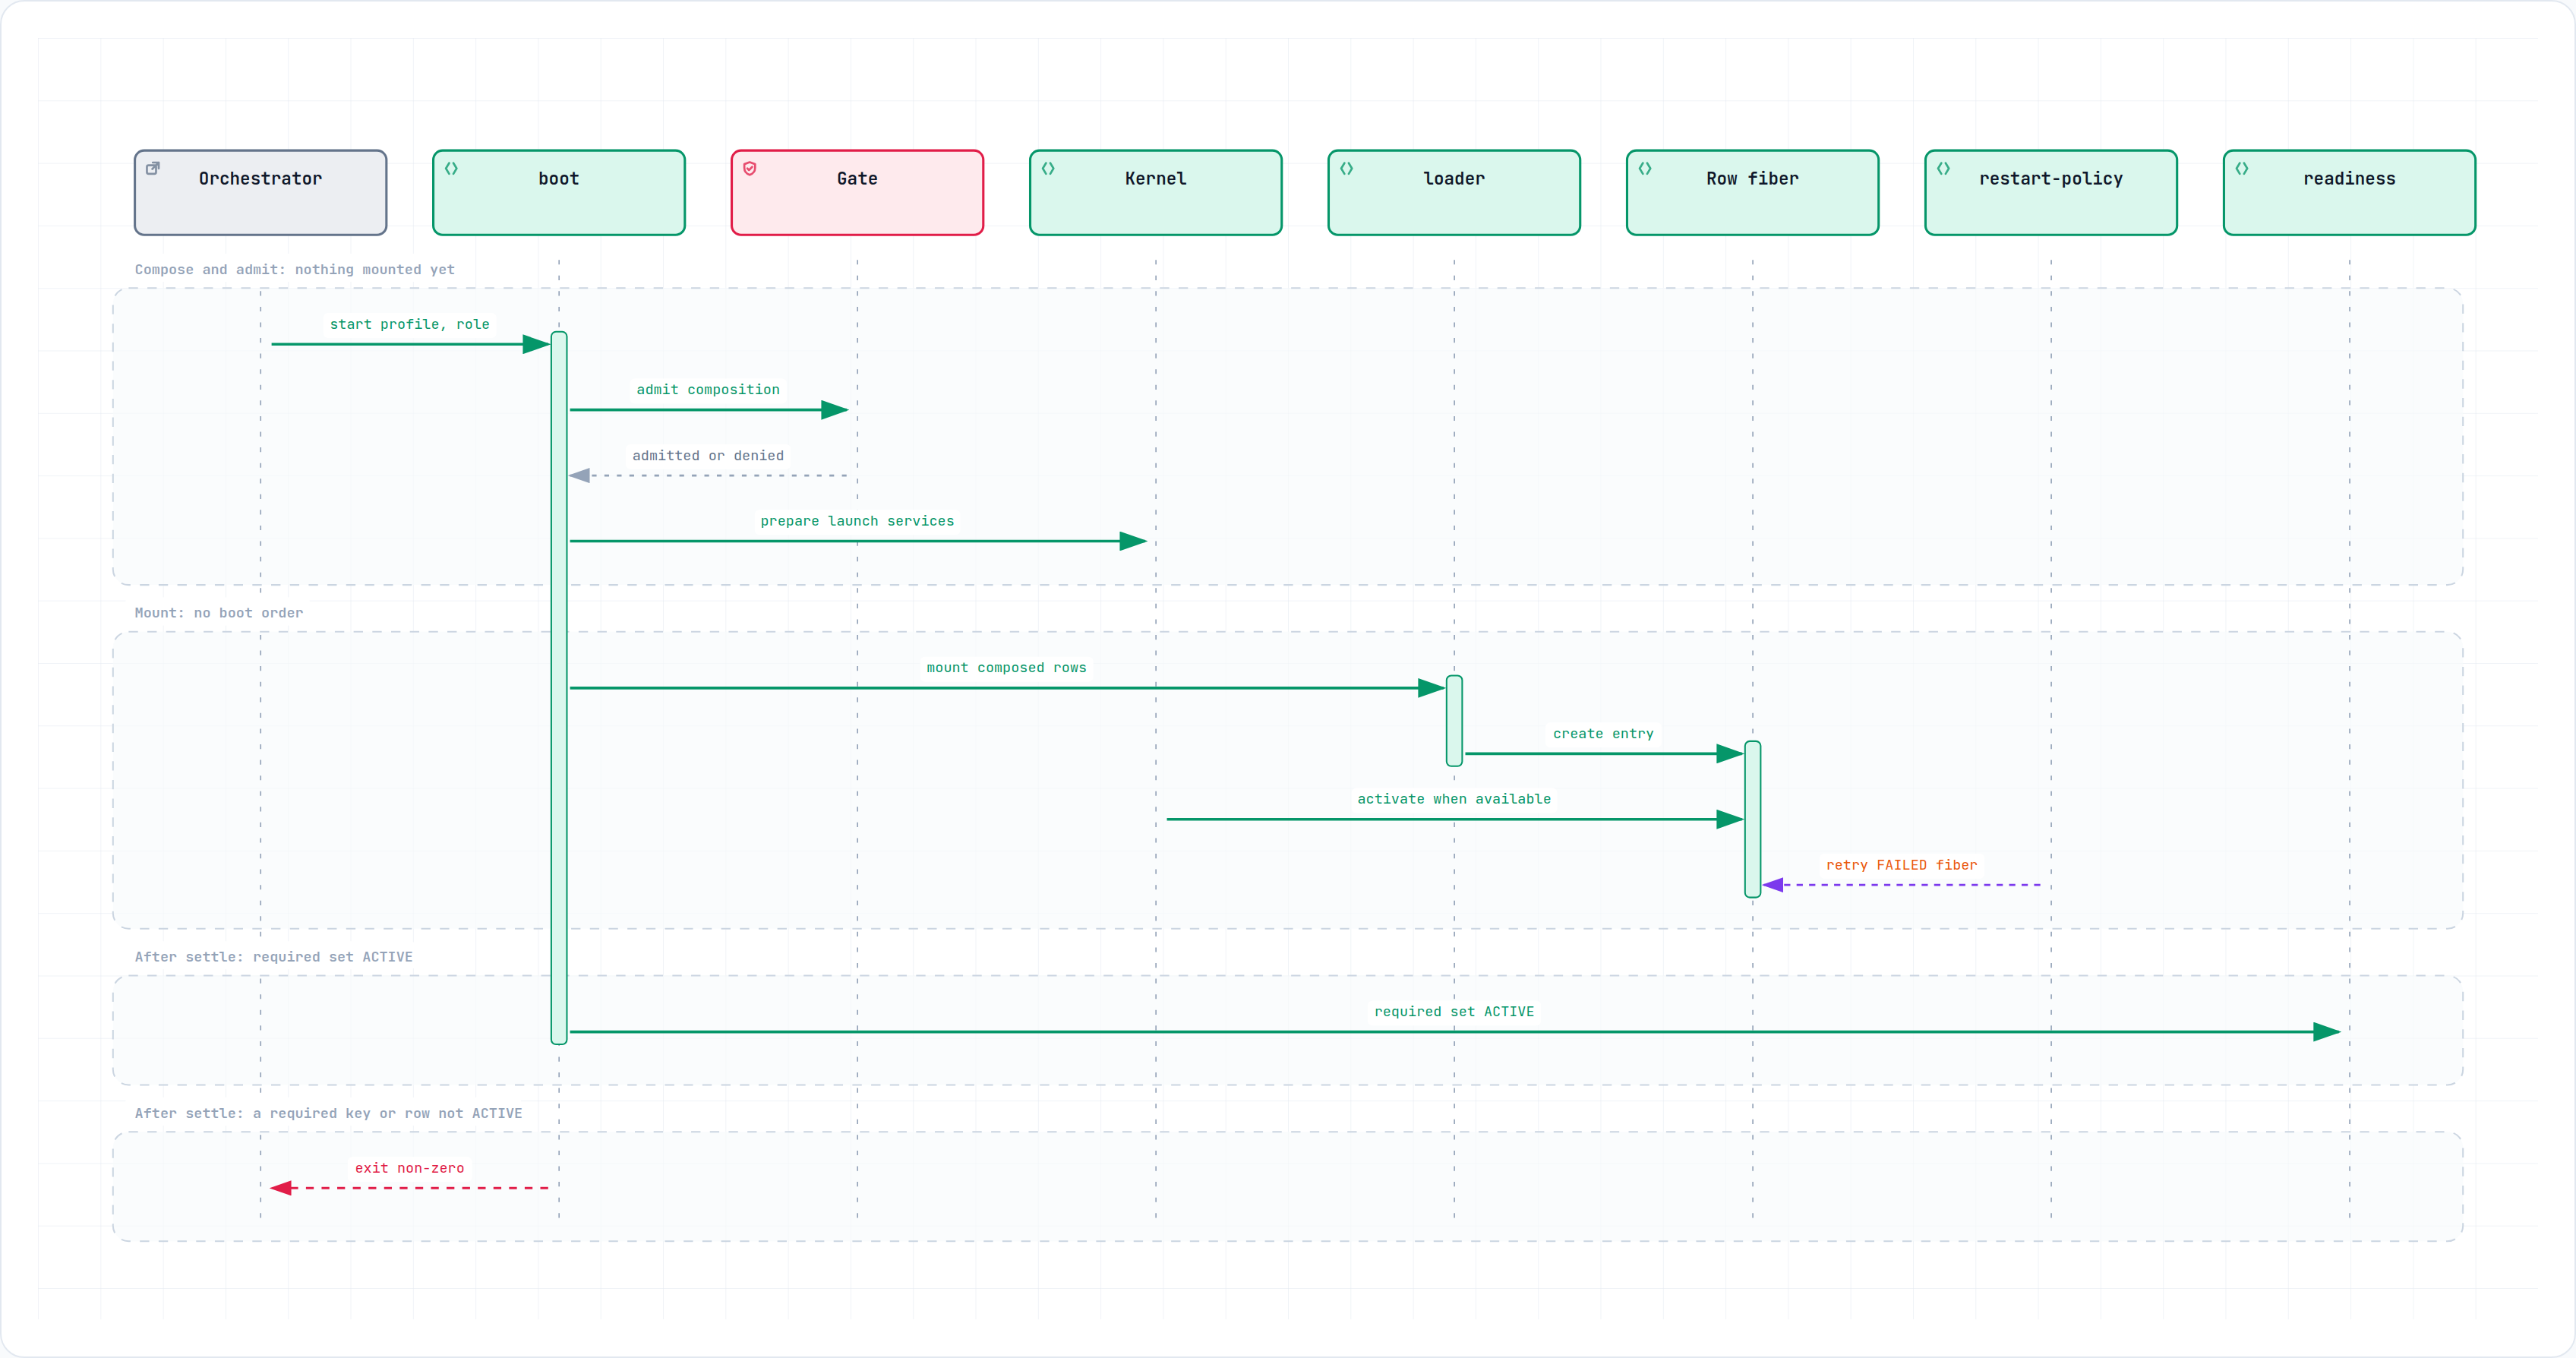 Orchestrator
boot
Gate
Kernel
loader
Row fiber
restart-policy
readiness
Compose and admit: nothing mounted yet
start profile, role
admit composition
admitted or denied
prepare launch services
Mount: no boot order
mount composed rows
create entry
activate when available
retry FAILED fiber
After settle: required set ACTIVE
required set ACTIVE
After settle: a required key or row not ACTIVE
exit non-zero